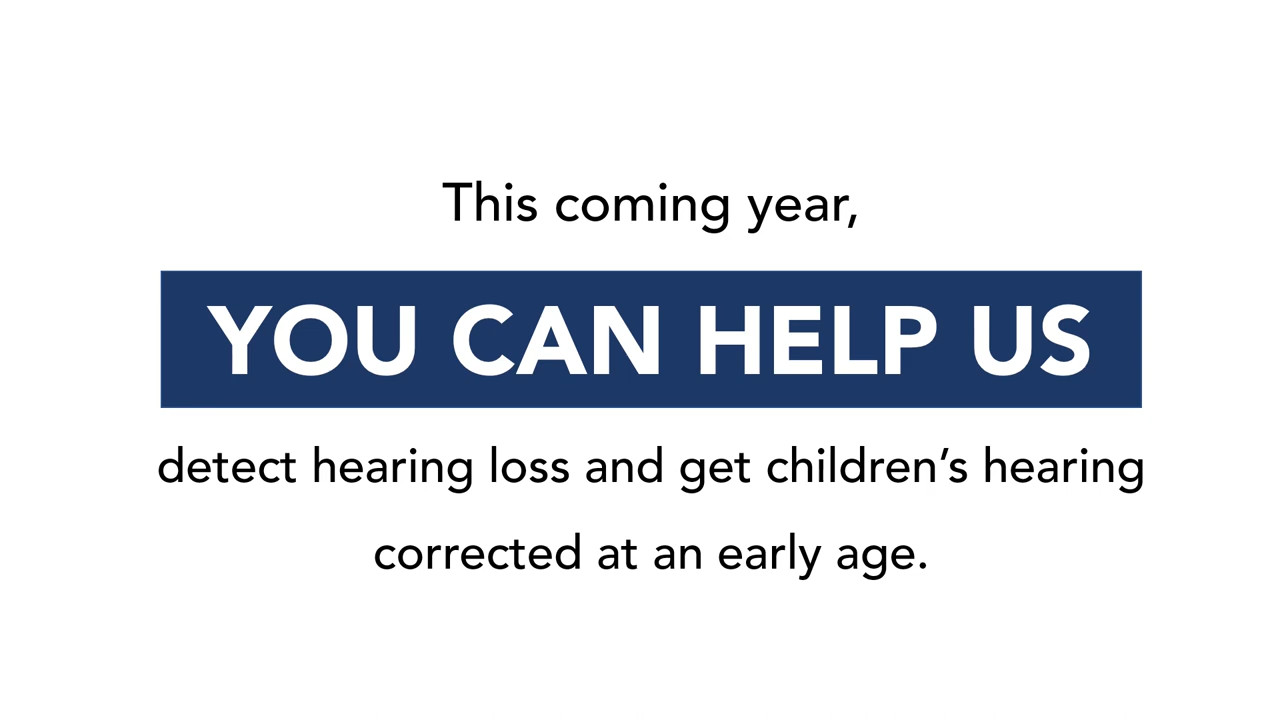 This coming year,
YOU CAN HELP US
detect hearing loss and get children’s hearing
corrected at an early age.